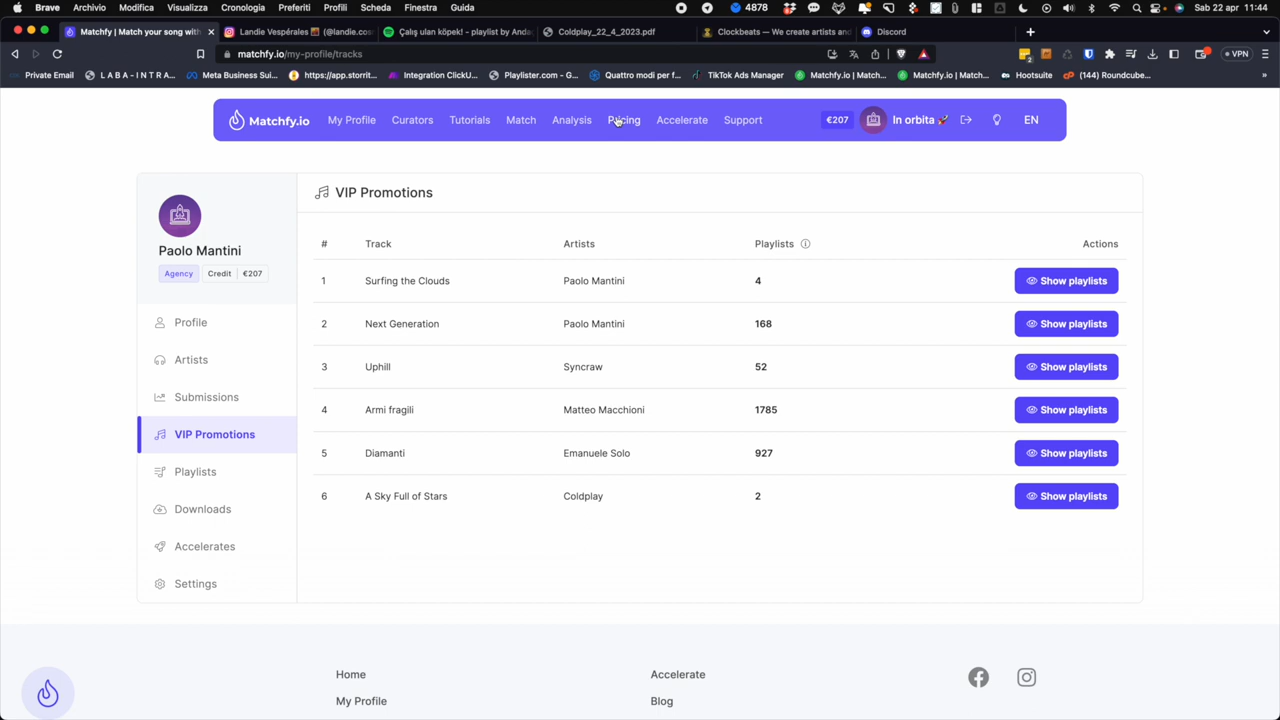 Brave Archivio Modifica Visualizza Cronologia Preferiti Profili Scheda Finestra Guida 4878 Sab 22 apr 11:44
Matchfy | Match your song with Landie Vespérales (@landie.cos Çalış ulan köpek! - playlist by Anda Coldplay_22_4_2023.pdf Clockbeats — We create artists and Discord
matchfy.io/my-profile/tracks VPN
Private Email L A B A - I N T R A... Meta Business Sui... https://app.storrit... Integration ClickU... Playlister.com - G... Quattro modi per f... TikTok Ads Manager Matchfy.io | Match... Matchfy.io | Match... Hootsuite (144) Roundcube...
Matchfy.io My Profile Curators Tutorials Match Analysis Pricing Accelerate Support €207 In orbita 🚀 EN
VIP Promotions
Paolo Mantini
Agency Credit €207
Profile
Artists
Submissions
VIP Promotions
Playlists
Downloads
Accelerates
Settings
# Track Artists Playlists Actions
1 Surfing the Clouds Paolo Mantini 4 Show playlists
2 Next Generation Paolo Mantini 168 Show playlists
3 Uphill Syncraw 52 Show playlists
4 Armi fragili Matteo Macchioni 1785 Show playlists
5 Diamanti Emanuele Solo 927 Show playlists
6 A Sky Full of Stars Coldplay 2 Show playlists
Home Accelerate
My Profile Blog